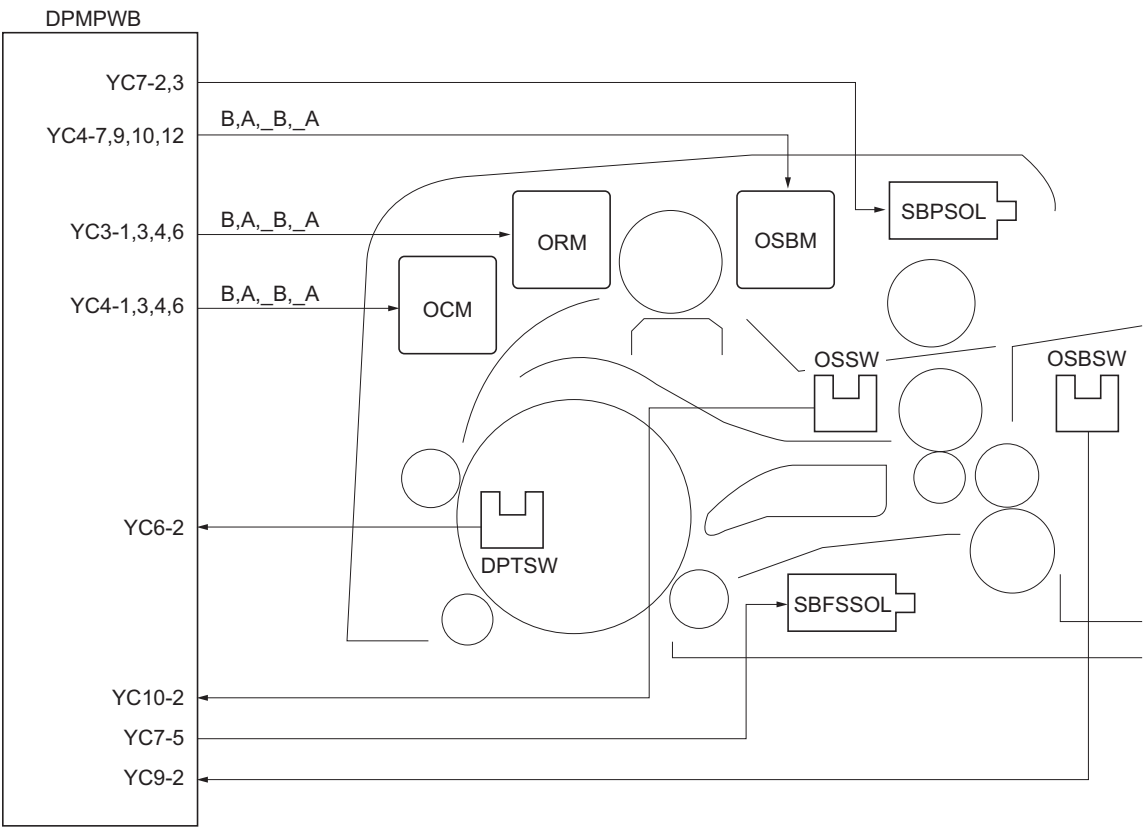 DPMPWB
YC7-2,3
YC4-7,9,10,12 B,A,_B,_A
SBPSOL
YC3-1,3,4,6 B,A,_B,_A
ORM
OSBM
YC4-1,3,4,6 B,A,_B,_A
OCM
OSSW
OSBSW
YC6-2
DPTSW
SBFSSOL
YC10-2
YC7-5
YC9-2